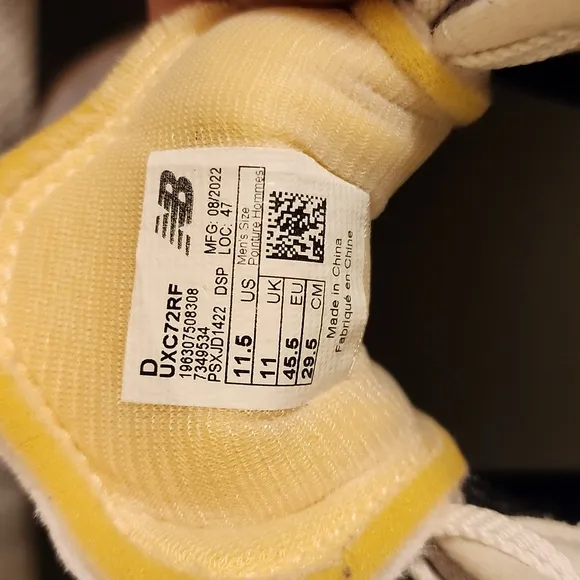 NB
D
UXC72RF
196307508308
7349534
PSXJD1422 DSP
MFG: 08/2022
LOC: 47
Men's Size
Pointure Hommes
11.5 US
11 UK
45.5 EU
29.5 CM
Made in China
Fabriqué en Chine